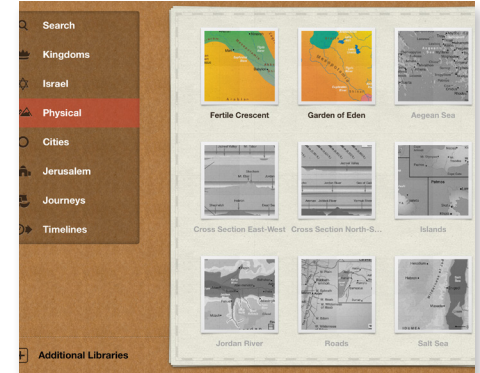 Search
Kingdoms
Israel
Physical
Cities
Jerusalem
Journeys
Timelines
Additional Libraries
Fertile Crescent
Garden of Eden
Aegean Sea
Cross Section East-West
Cross Section North-S...
Islands
Jordan River
Roads
Salt Sea